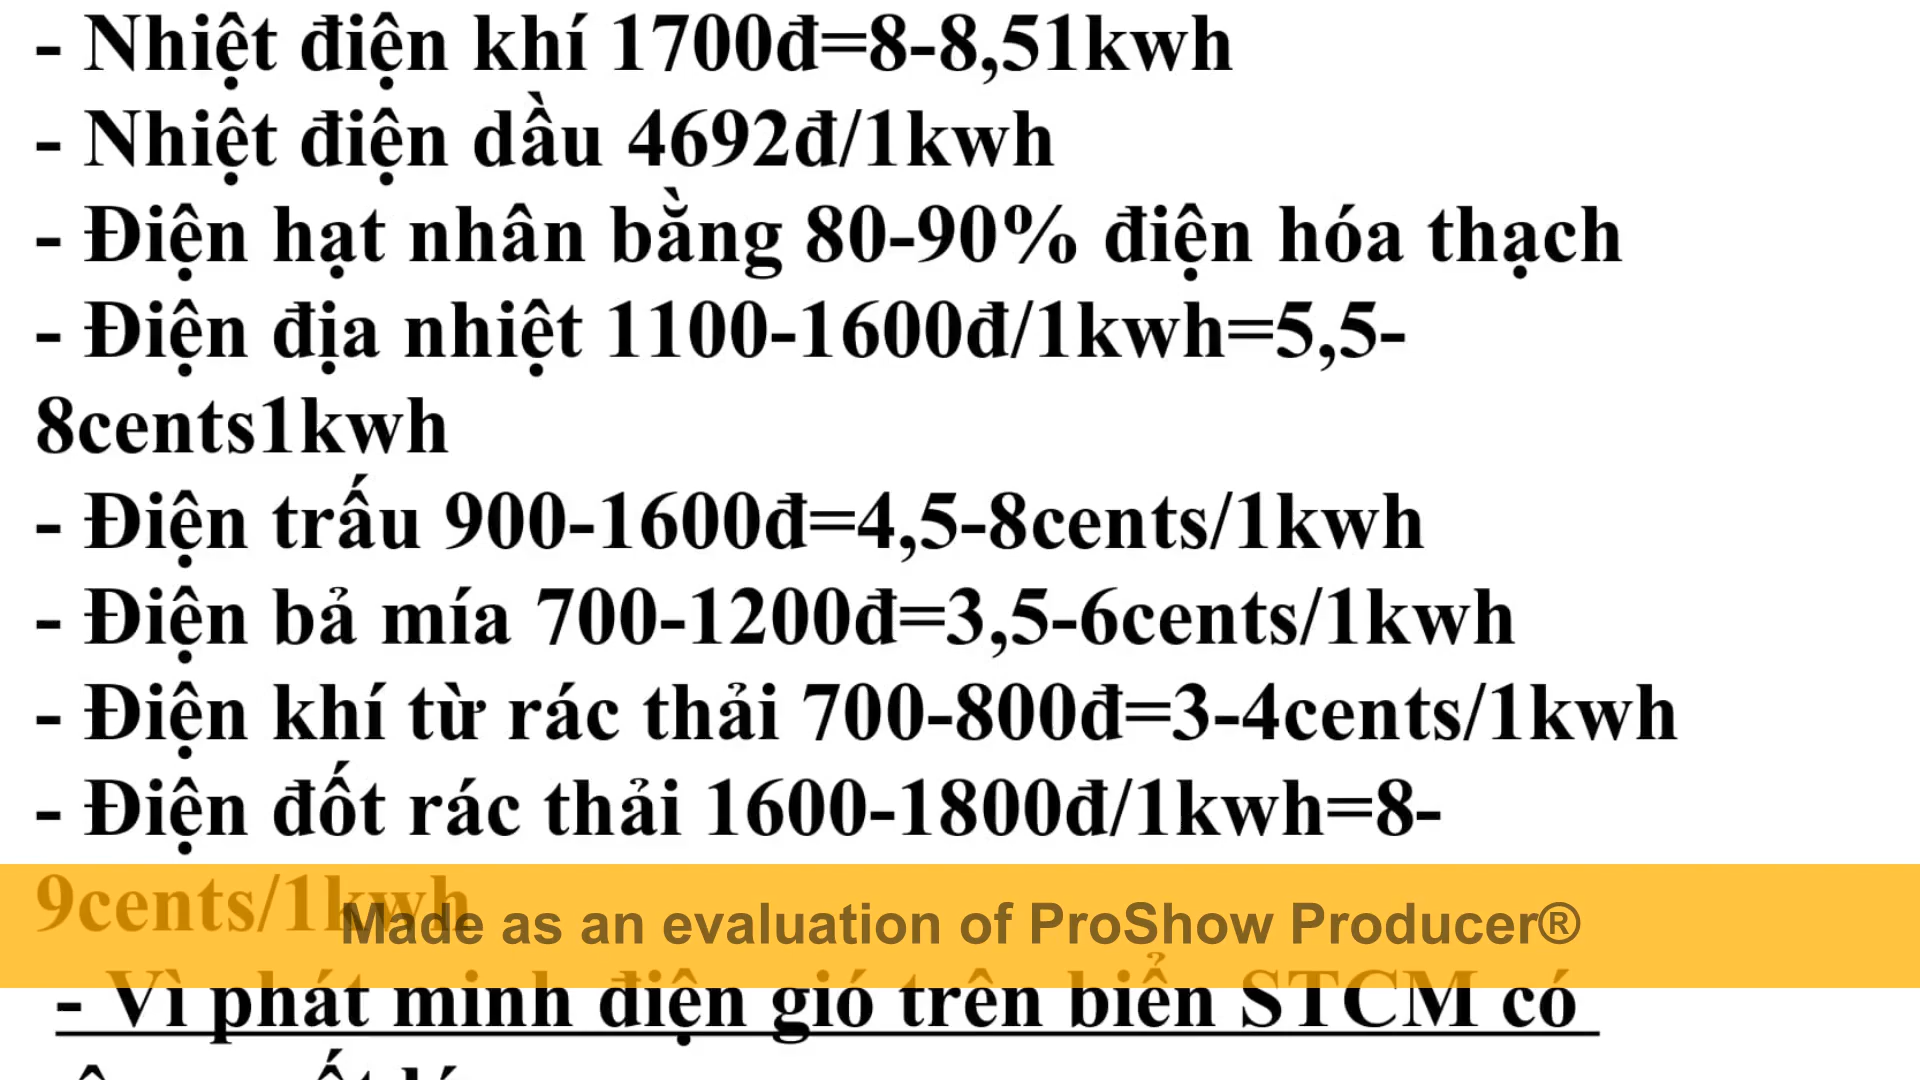 - Nhiệt điện khí 1700đ=8-8,51kwh
- Nhiệt điện dầu 4692đ/1kwh
- Điện hạt nhân bằng 80-90% điện hóa thạch
- Điện địa nhiệt 1100-1600đ/1kwh=5,5-
8cents1kwh
- Điện trấu 900-1600đ=4,5-8cents/1kwh
- Điện bả mía 700-1200đ=3,5-6cents/1kwh
- Điện khí từ rác thải 700-800đ=3-4cents/1kwh
- Điện đốt rác thải 1600-1800đ/1kwh=8-
9cents/1kwh
Made as an evaluation of ProShow Producer®
- Vì phát minh điện gió trên biển STCM có